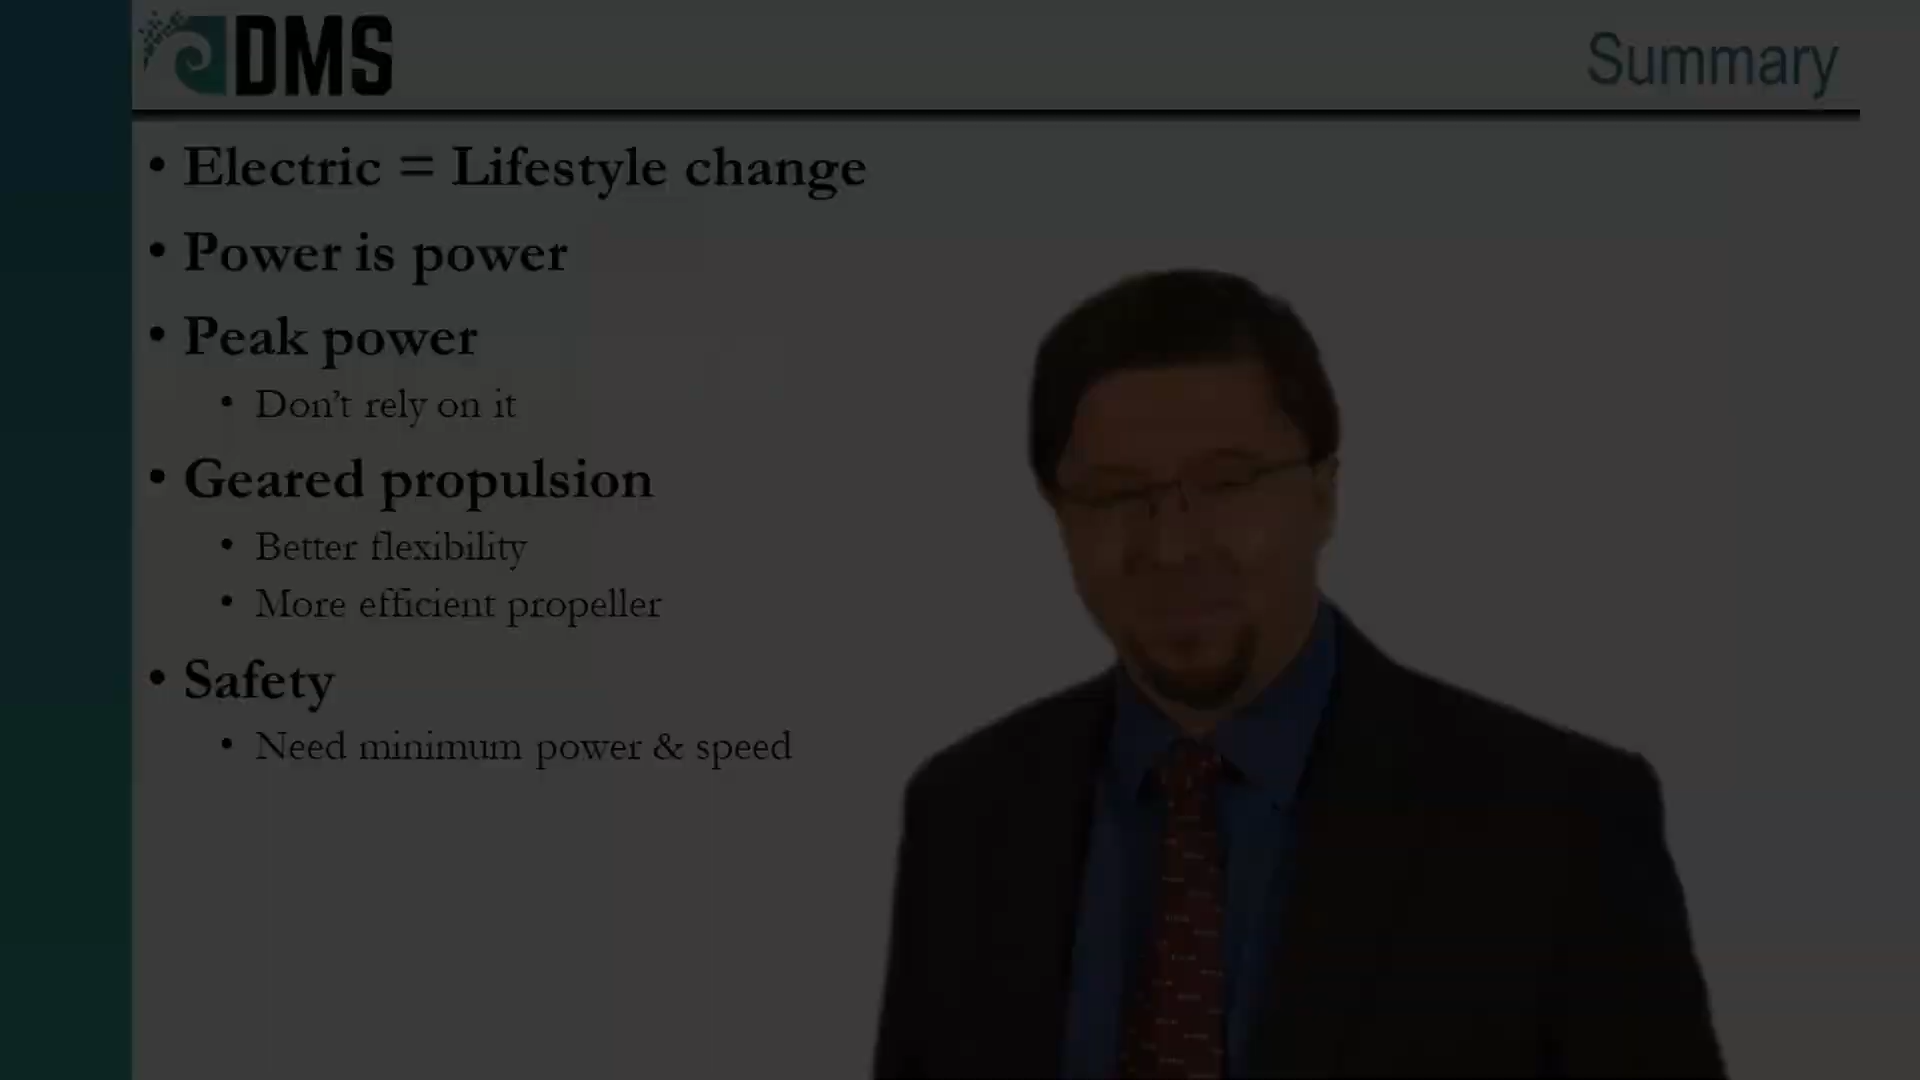 DMS
Summary
• Electric = Lifestyle change
• Power is power
• Peak power
• Don't rely on it
• Geared propulsion
• Better flexibility
• More efficient propeller
• Safety
• Need minimum power & speed